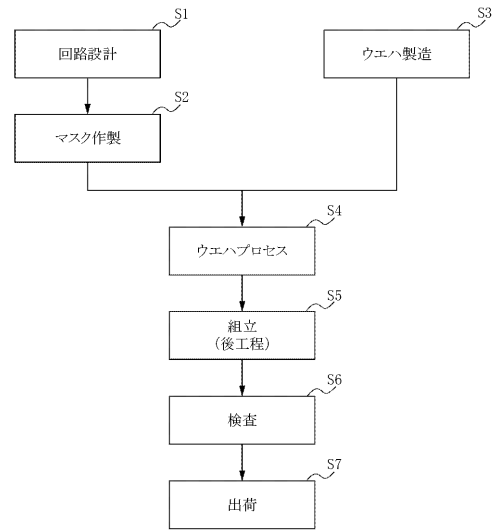 S1
回路設計
S2
マスク作製
S3
ウエハ製造
S4
ウエハプロセス
S5
組立
(後工程)
S6
検査
S7
出荷